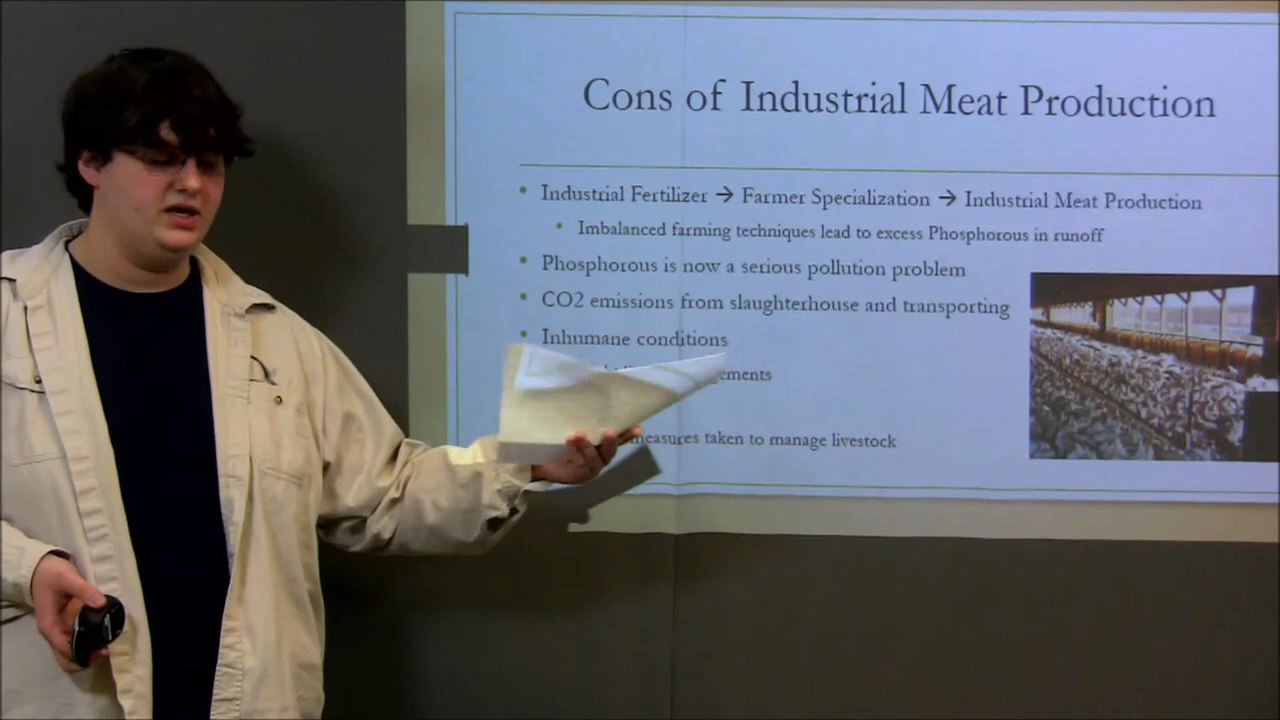 Cons of Industrial Meat Production
• Industrial Fertilizer → Farmer Specialization → Industrial Meat Production
• Imbalanced farming techniques lead to excess Phosphorous in runoff
• Phosphorous is now a serious pollution problem
• CO2 emissions from slaughterhouse and transporting
• Inhumane conditions
measures taken to manage livestock